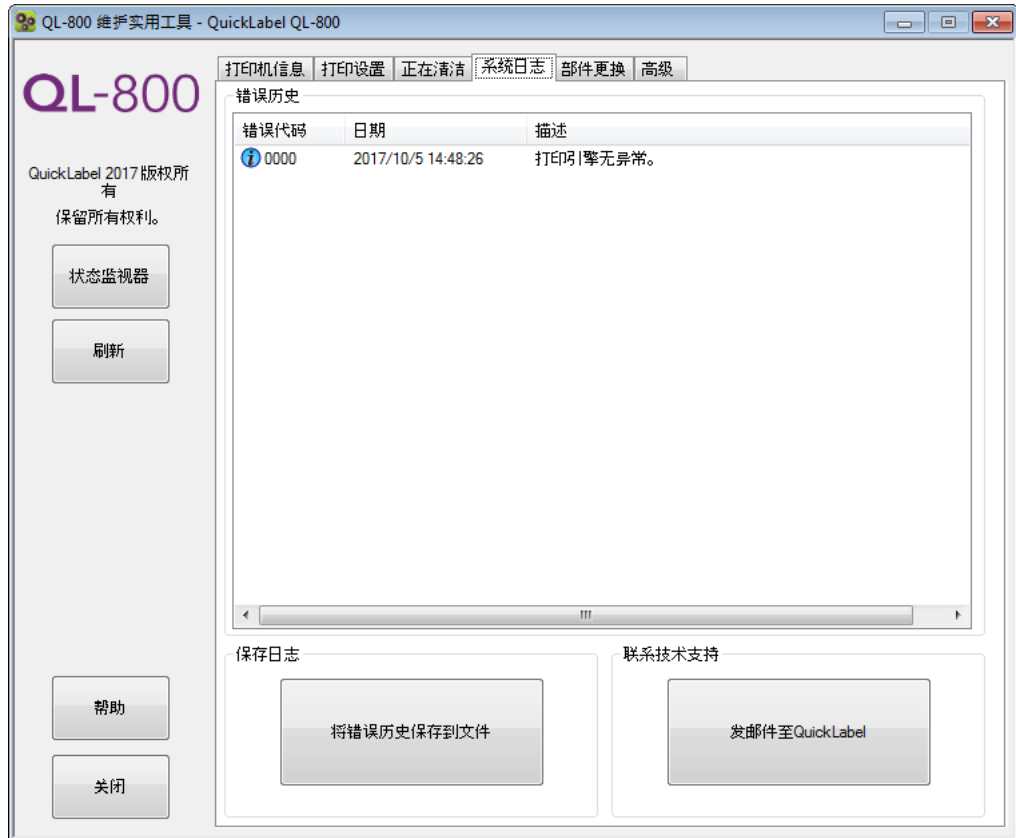 QL-800 维护实用工具 - QuickLabel QL-800
QL-800
QuickLabel 2017 版权所
有
保留所有权利。
状态监视器
刷新
帮助
关闭
打印机信息 打印设置 正在清洁 系统日志 部件更换 高级
错误历史
错误代码 日期 描述
0000 2017/10/5 14:48:26 打印引擎无异常。
保存日志
将错误历史保存到文件
联系技术支持
发邮件至QuickLabel